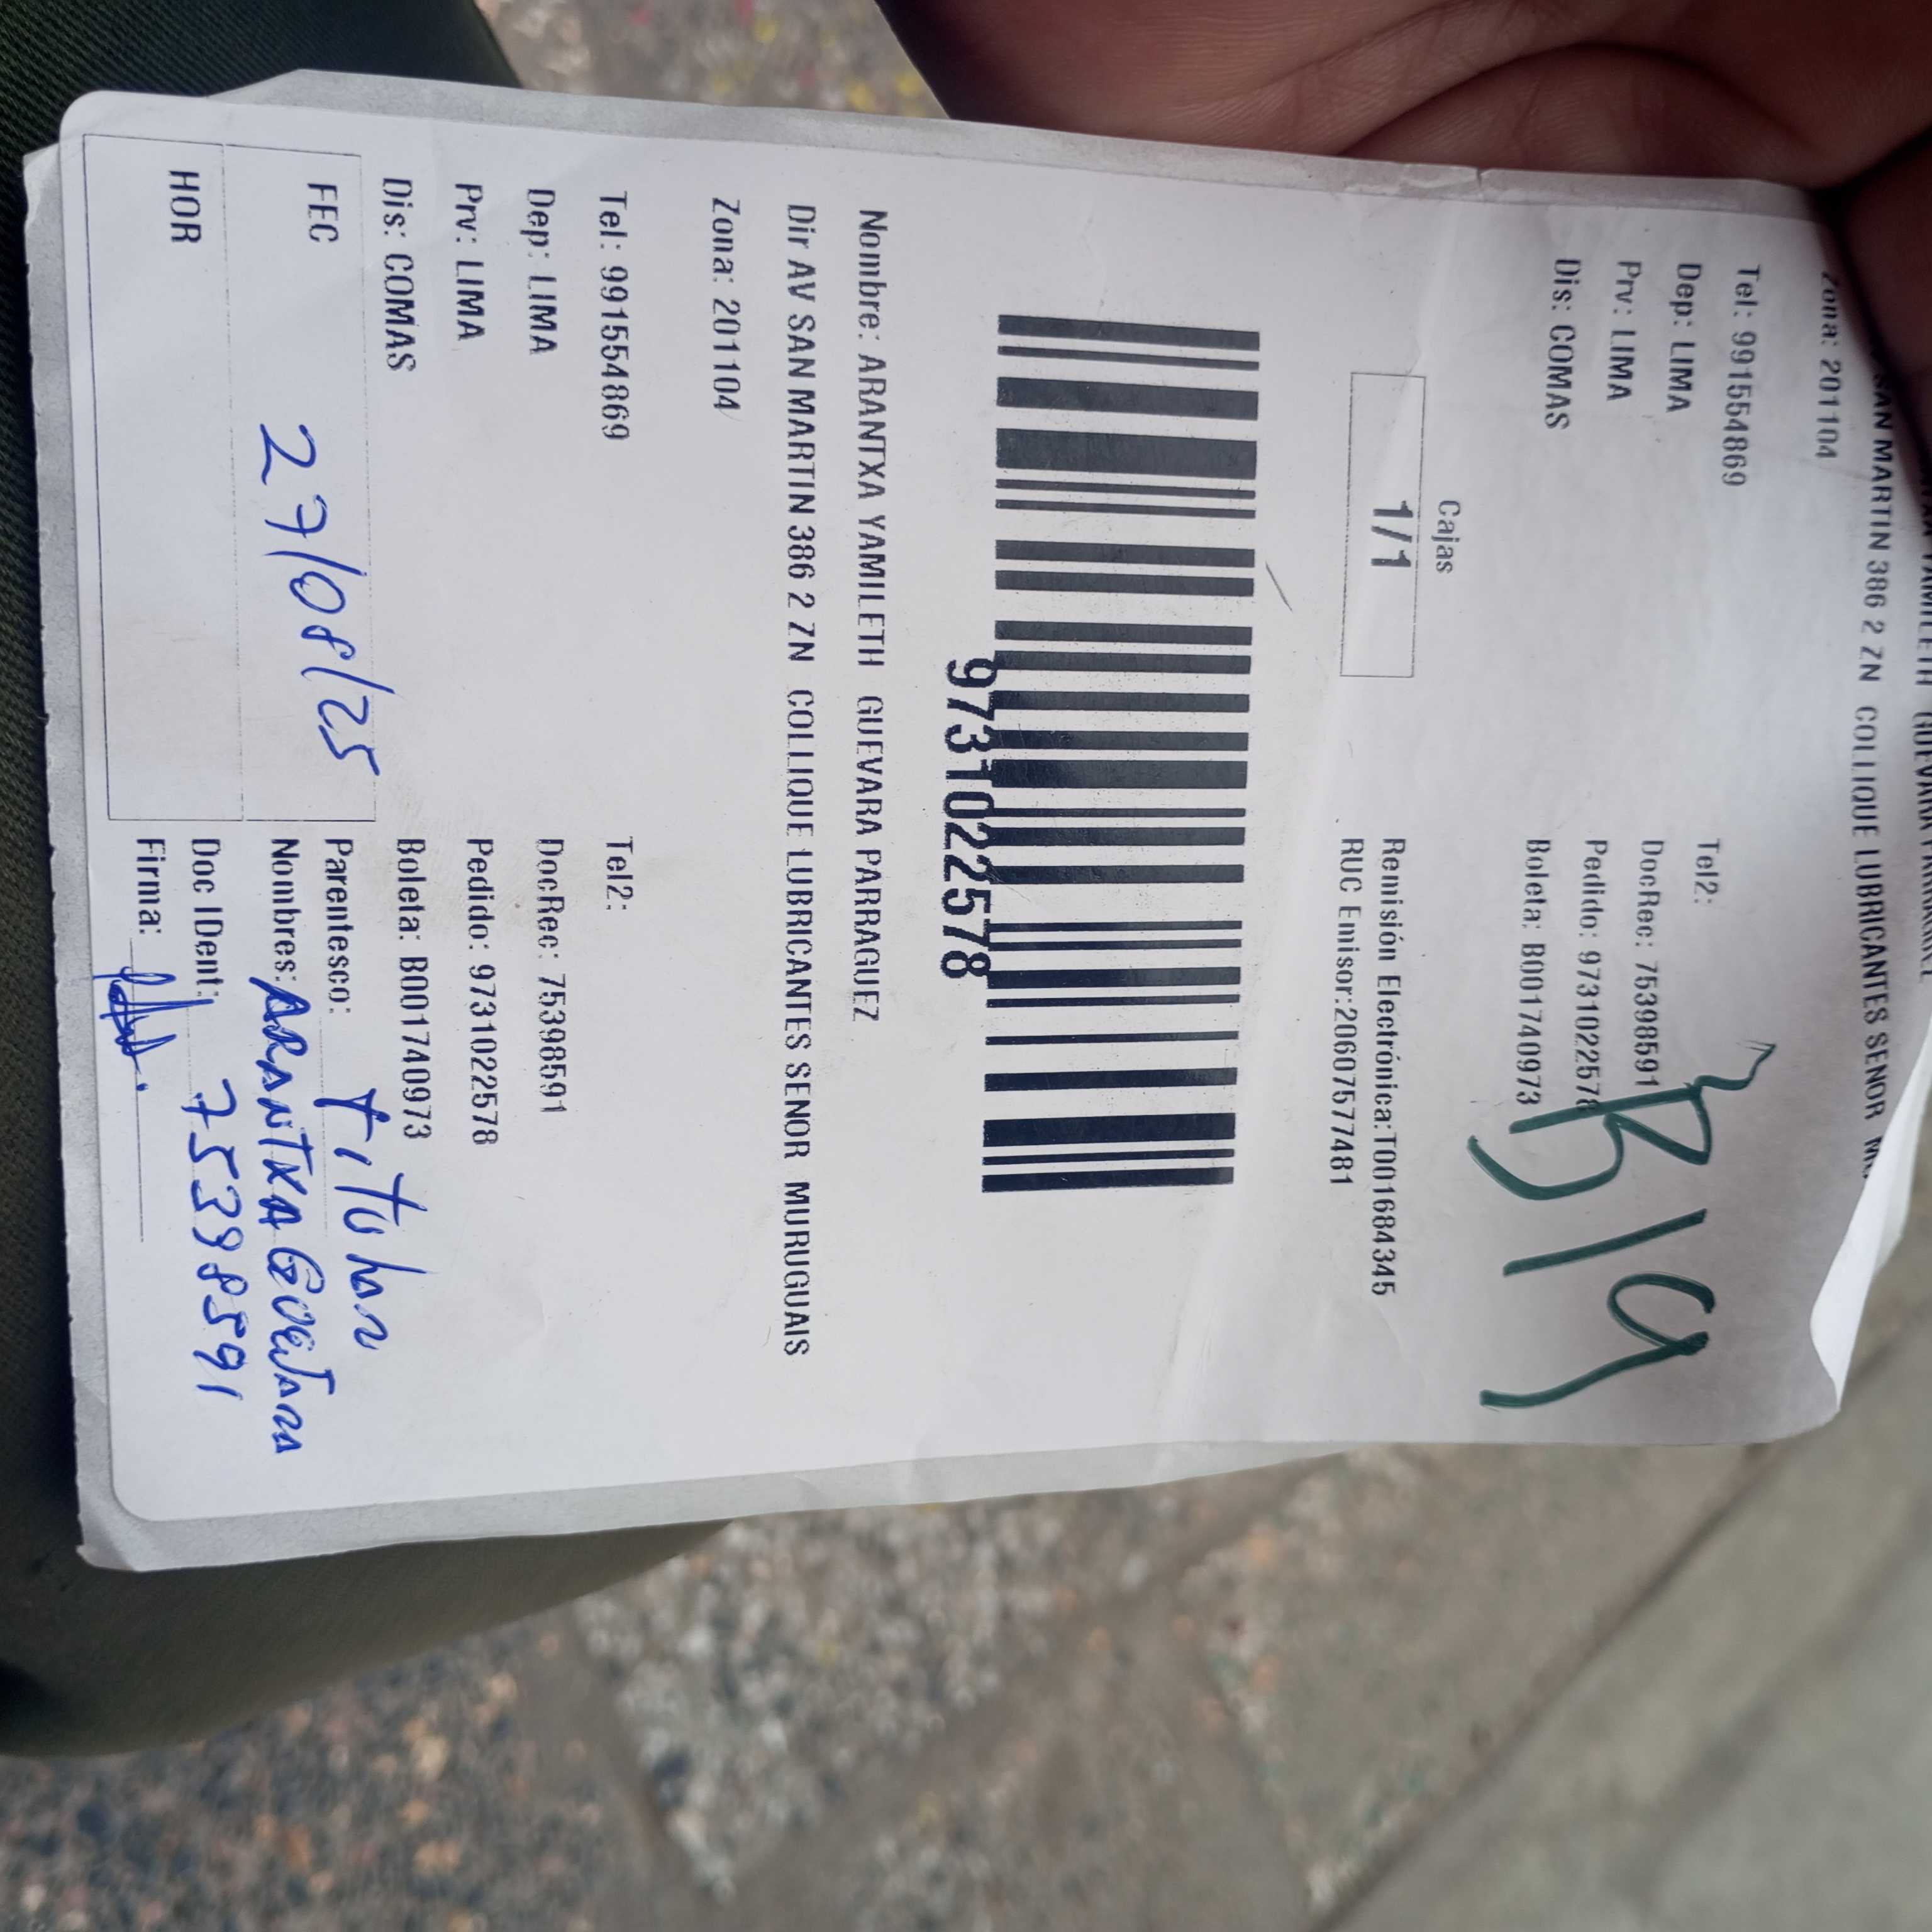 SAN MARTIN 386 2 ZN COLLIQUE LUBRICANTES SENOR
Zona: 201104
Tel: 991554869
Tel2:
Dep: LIMA
DocRec: 75398591
Prv: LIMA
Pedido: 9731022578
Dis: COMAS
Boleta: B001740973
B19
Cajas
1/1
Remisión Electrónica:T001684345
RUC Emisor:20607577481
9731022578
Nombre: ARANTXA YAMILETH GUEVARA PARRAGUEZ
Dir AV SAN MARTIN 386 2 ZN COLLIQUE LUBRICANTES SENOR MURUGUAIS
Zona: 201104
Tel: 991554869
Tel2:
Dep: LIMA
DocRec: 75398591
Prv: LIMA
Pedido: 9731022578
Dis: COMAS
Boleta: B001740973
FEC 27/08/25
Parentesco: Titular
Nombres: ARANTXA GUEVARA
HOR
Doc IDent: 75398591
Firma: